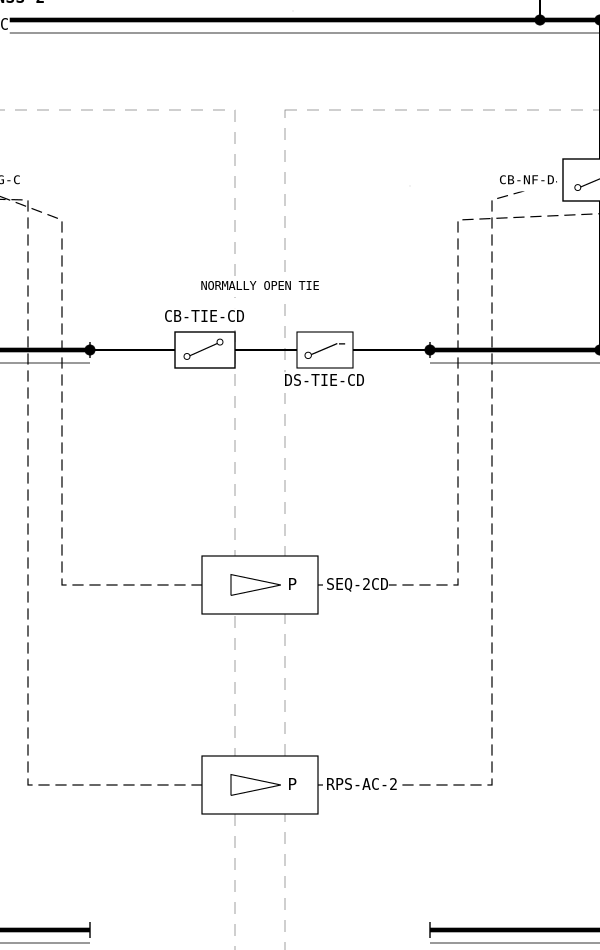 C
G-C
CB-NF-D
NORMALLY OPEN TIE
CB-TIE-CD
DS-TIE-CD
P
SEQ-2CD
P
RPS-AC-2